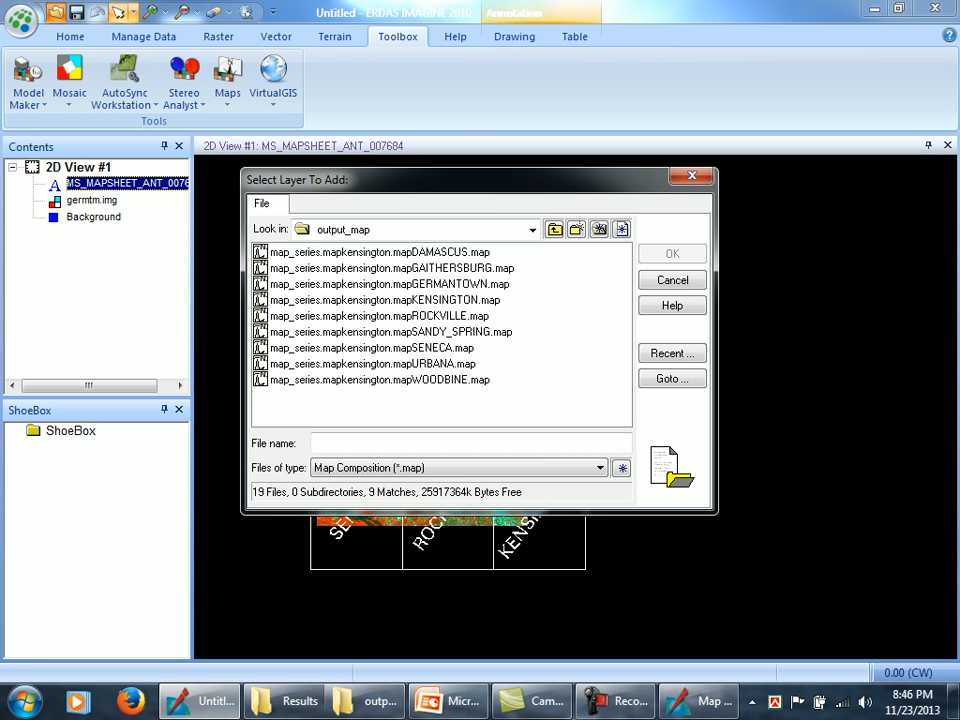 Untitled - ERDAS IMAGINE 2010
Annotation
Home
Manage Data
Raster
Vector
Terrain
Toolbox
Help
Drawing
Table
Model Maker
Mosaic
AutoSync Workstation
Stereo Analyst
Maps
VirtualGIS
Tools
Contents
2D View #1: MS_MAPSHEET_ANT_007684
2D View #1
MS_MAPSHEET_ANT_0076
germtm.img
Background
Select Layer To Add:
File
Look in:
output_map
map_series.mapkensington.mapDAMASCUS.map
map_series.mapkensington.mapGAITHERSBURG.map
map_series.mapkensington.mapGERMANTOWN.map
map_series.mapkensington.mapKENSINGTON.map
map_series.mapkensington.mapROCKVILLE.map
map_series.mapkensington.mapSANDY_SPRING.map
map_series.mapkensington.mapSENECA.map
map_series.mapkensington.mapURBANA.map
map_series.mapkensington.mapWOODBINE.map
OK
Cancel
Help
Recent ...
Goto ...
File name:
Files of type:
Map Composition (*.map)
19 Files, 0 Subdirectories, 9 Matches, 25917364k Bytes Free
ShoeBox
ShoeBox
SE
ROC
KENSI
0.00 (CW)
Untitl...
Results
outp...
Micr...
Cam...
Reco...
Map ...
8:46 PM
11/23/2013